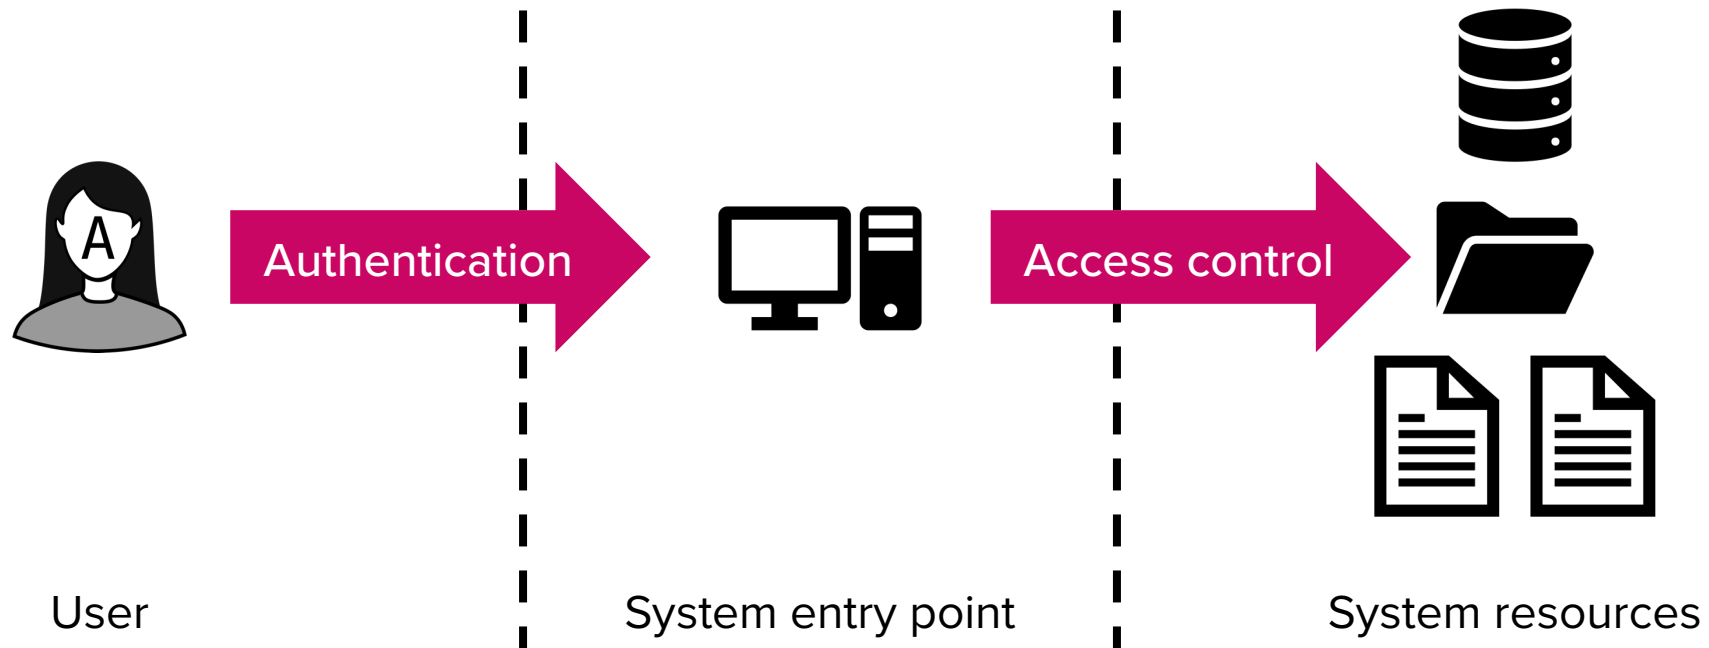 A
Authentication
Access control
User
System entry point
System resources